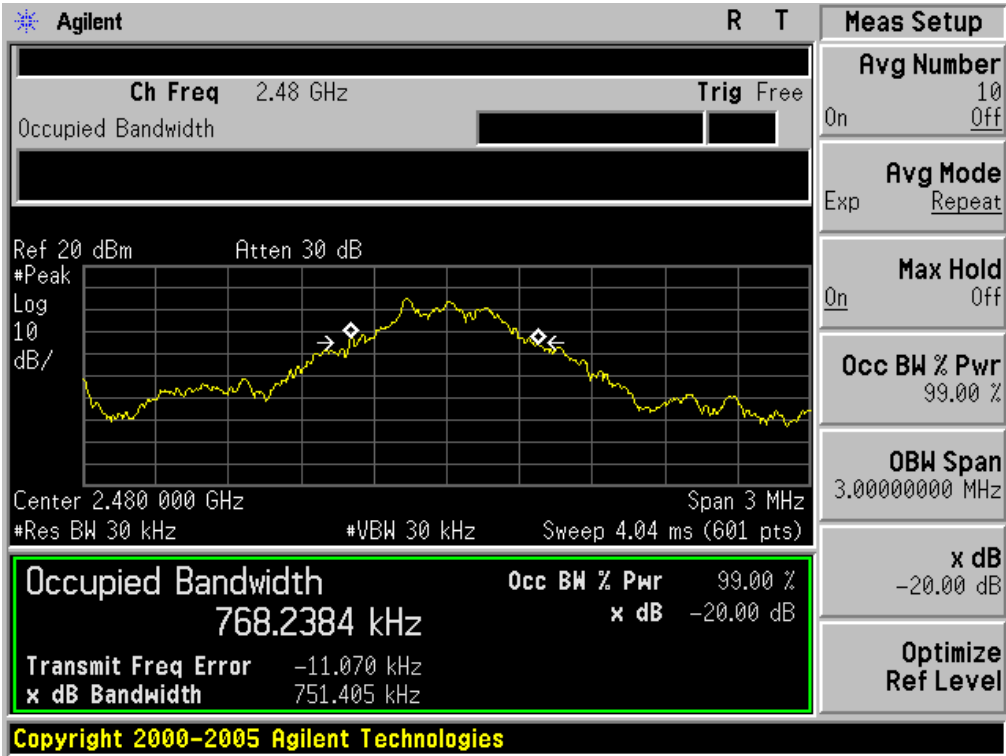 Agilent R T
Ch Freq 2.48 GHz Trig Free
Occupied Bandwidth
Ref 20 dBm Atten 30 dB
#Peak
Log
10
dB/
Center 2.480 000 GHz Span 3 MHz
#Res BW 30 kHz #VBW 30 kHz Sweep 4.04 ms (601 pts)
Occupied Bandwidth
768.2384 kHz
Occ BW % Pwr 99.00 %
x dB -20.00 dB
Transmit Freq Error -11.070 kHz
x dB Bandwidth 751.405 kHz
Copyright 2000-2005 Agilent Technologies
Meas Setup
Avg Number
10
On Off
Avg Mode
Exp Repeat
Max Hold
On Off
Occ BW % Pwr
99.00 %
OBW Span
3.00000000 MHz
x dB
-20.00 dB
Optimize
Ref Level